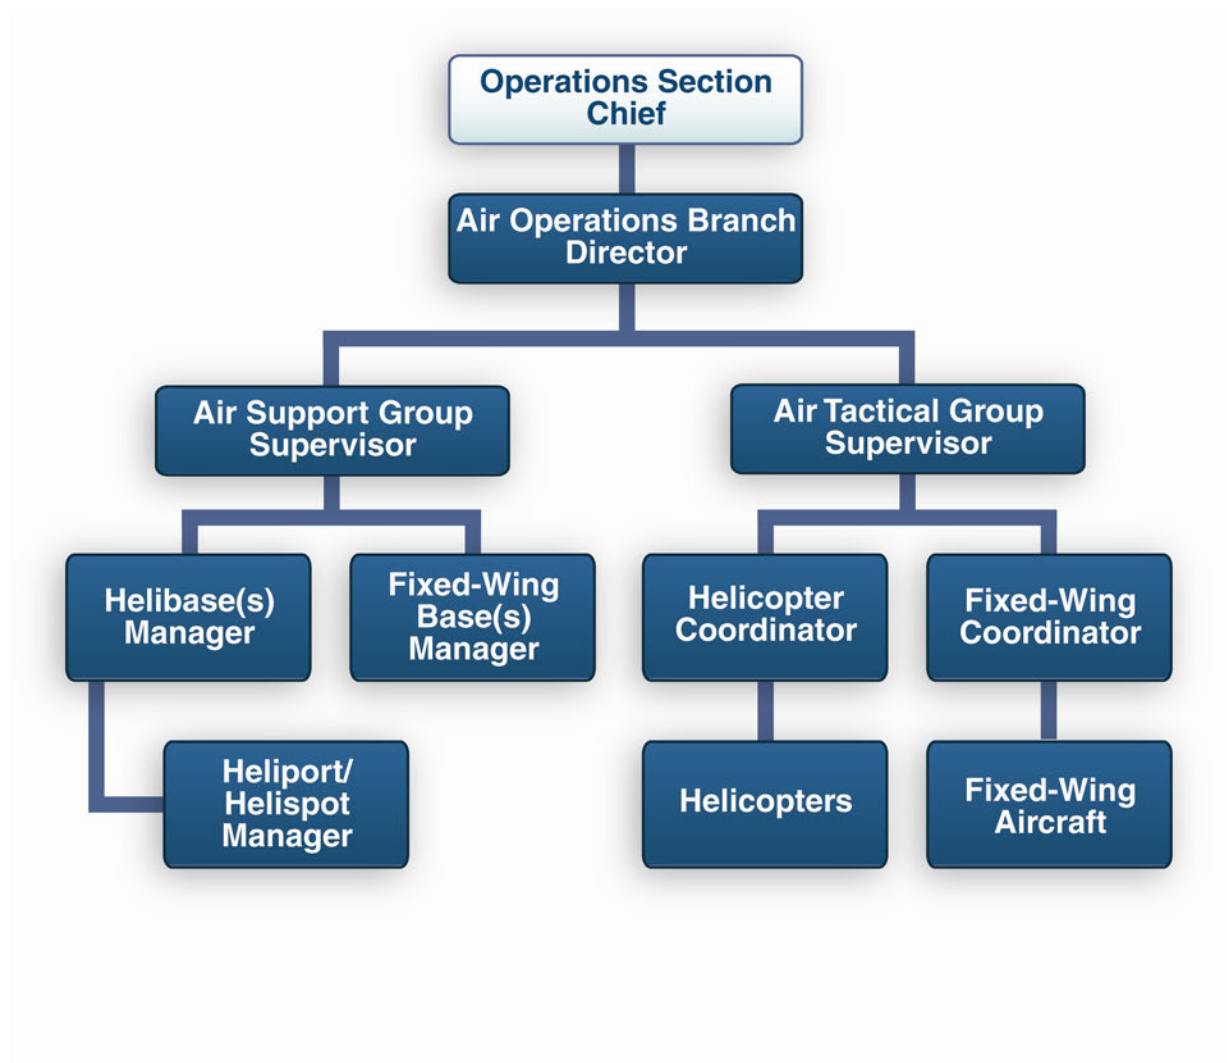 Operations Section
Chief
Air Operations Branch
Director
Air Support Group
Supervisor
Air Tactical Group
Supervisor
Helibase(s)
Manager
Fixed-Wing
Base(s)
Manager
Helicopter
Coordinator
Fixed-Wing
Coordinator
Heliport/
Helispot
Manager
Helicopters
Fixed-Wing
Aircraft